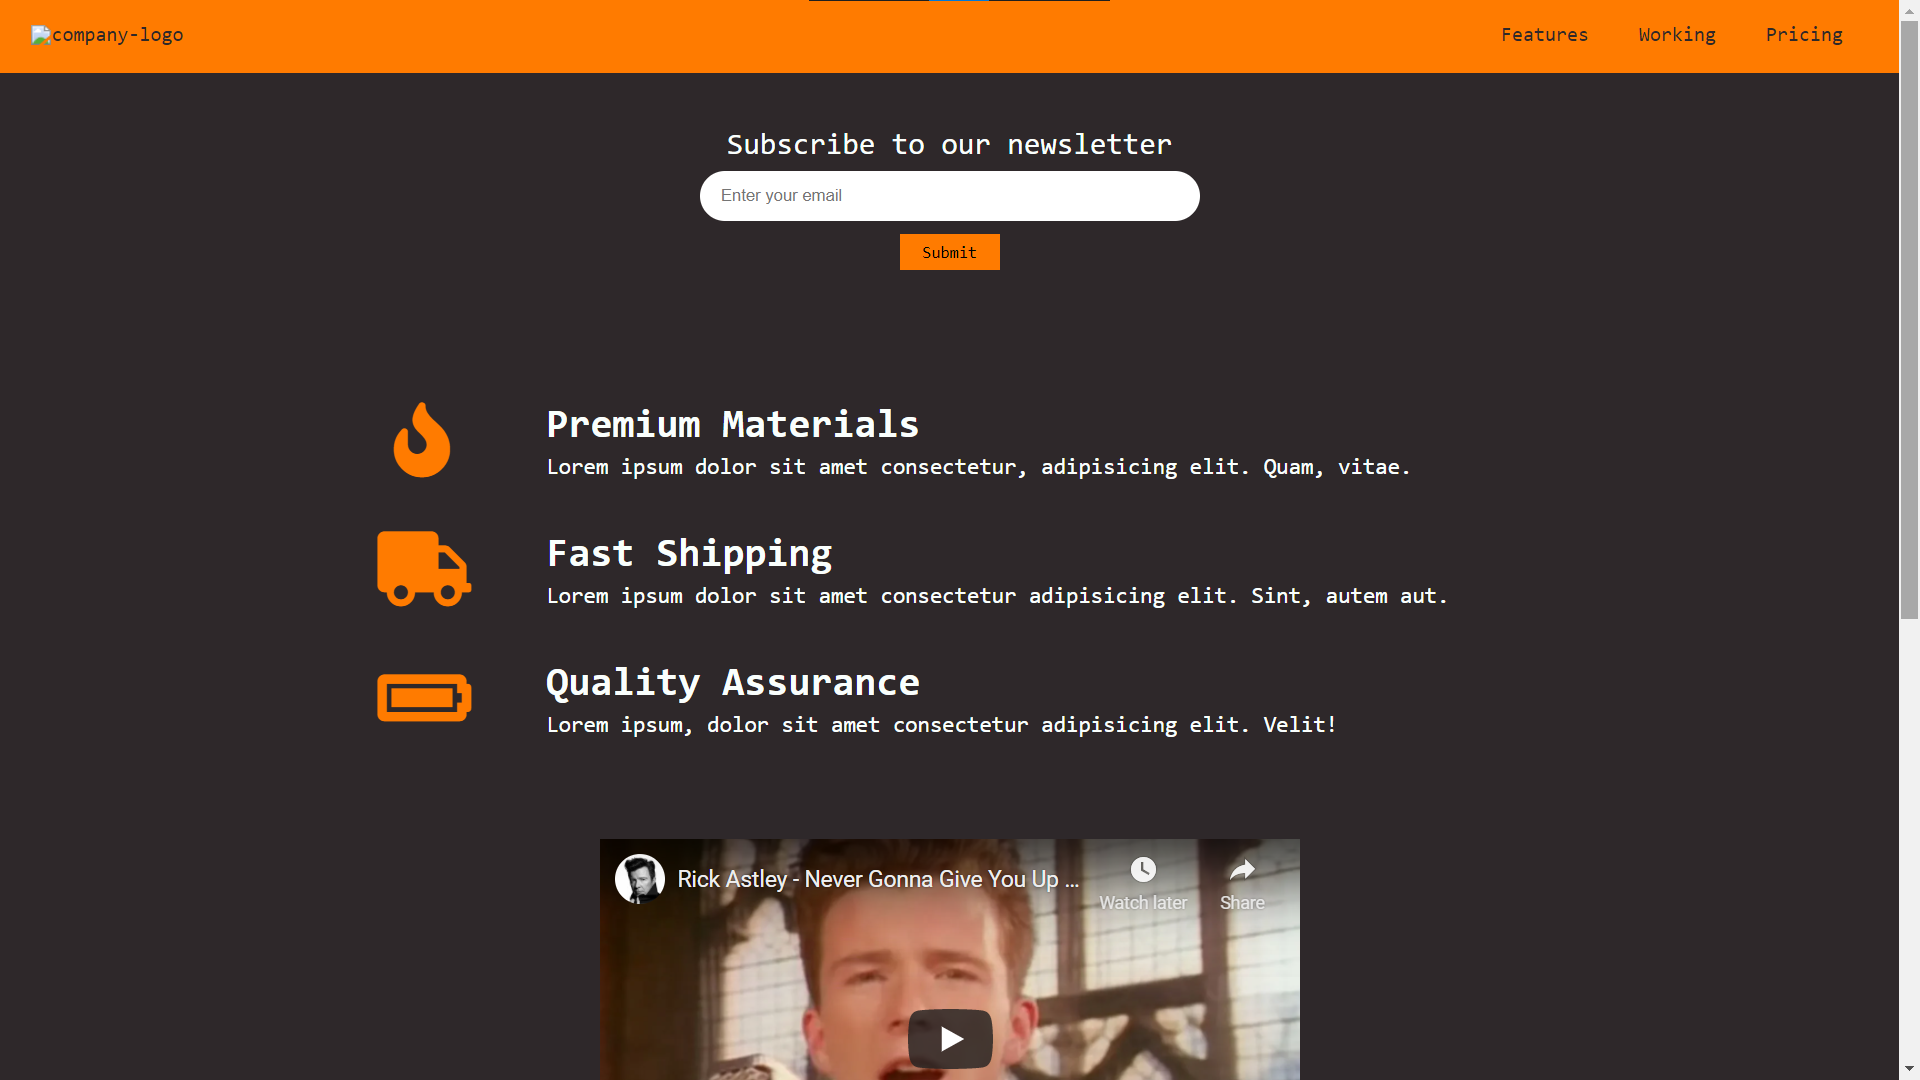 company-logo
Features
Working
Pricing
Subscribe to our newsletter
Enter your email
Submit
Premium Materials
Lorem ipsum dolor sit amet consectetur, adipisicing elit. Quam, vitae.
Fast Shipping
Lorem ipsum dolor sit amet consectetur adipisicing elit. Sint, autem aut.
Quality Assurance
Lorem ipsum, dolor sit amet consectetur adipisicing elit. Velit!
Rick Astley - Never Gonna Give You Up ...
Watch later
Share